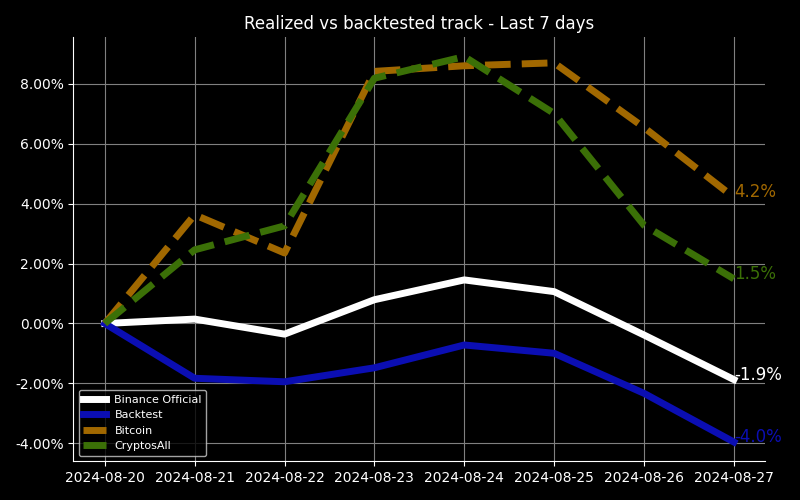 Realized vs backtested track - Last 7 days
8.00%
6.00%
4.00%
2.00%
0.00%
-2.00%
-4.00%
4.2%
1.5%
-1.9%
-4.0%
Binance Official
Backtest
Bitcoin
CryptosAll
2024-08-20 2024-08-21 2024-08-22 2024-08-23 2024-08-24 2024-08-25 2024-08-26 2024-08-27